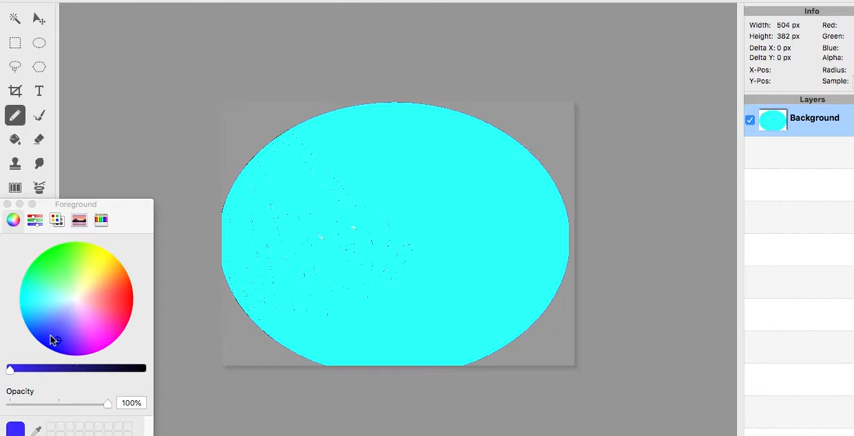 Info
Width: 504 px Red:
Height: 382 px Green:
Delta X: 0 px Blue:
Delta Y: 0 px Alpha:
X-Pos: Radius:
Y-Pos: Sample:
Layers
Background
T
Foreground
Opacity
100%